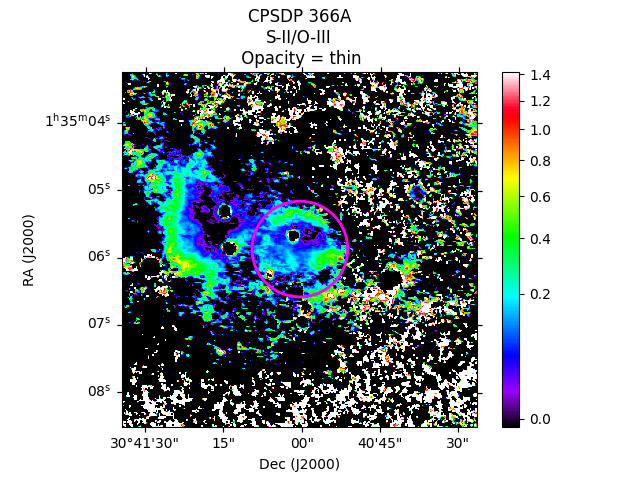 CPSDP 366A
S-II/O-III
Opacity = thin
1ʰ35ᵐ04ˢ
05ˢ
06ˢ
07ˢ
08ˢ
RA (J2000)
30°41'30" 15" 00" 40'45" 30"
Dec (J2000)
1.4
1.2
1.0
0.8
0.6
0.4
0.2
0.0